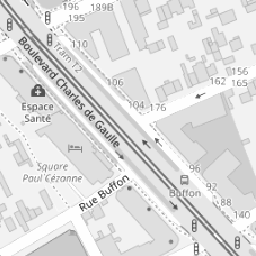 196
195
189B
110
Tram T2
106
Boulevard Charles de Gaulle
104
176
162
156
165
Espace
Santé
Square
Paul Cézanne
Rue Buffon
96
Buffon
92
88
140